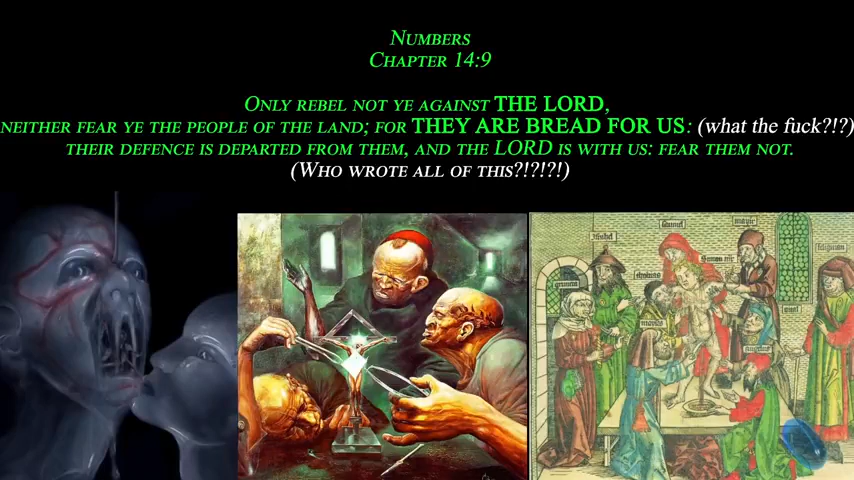 Numbers
Chapter 14:9
Only rebel not ye against THE LORD,
neither fear ye the people of the land; for THEY ARE BREAD FOR US: (what the fuck?!?)
their defence is departed from them, and the LORD is with us: fear them not.
(Who wrote all of this?!?!?!)